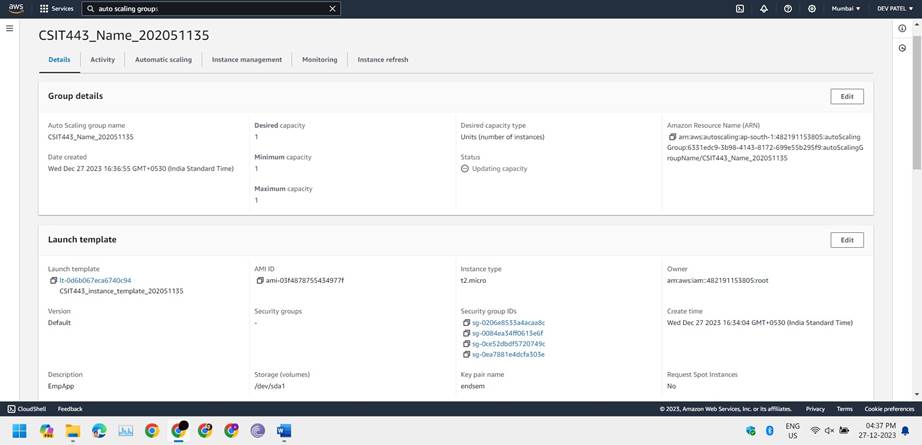 aws Services auto scaling groups Mumbai DEV PATEL
CSIT443_Name_202051135
Details Activity Automatic scaling Instance management Monitoring Instance refresh
Group details Edit
Auto Scaling group name
CSIT443_Name_202051135
Date created
Wed Dec 27 2023 16:36:55 GMT+0530 (India Standard Time)
Desired capacity
1
Minimum capacity
1
Maximum capacity
1
Desired capacity type
Units (number of instances)
Status
Updating capacity
Amazon Resource Name (ARN)
arn:aws:autoscaling:ap-south-1:482191153805:autoScaling
Group:6331edc9-3b98-4143-8172-699e55b295f9:autoScalingG
roupName/CSIT443_Name_202051135
Launch template Edit
Launch template
lt-0d6b067eca6740c94
CSIT443_instance_template_202051135
AMI ID
ami-03f4878755434977f
Instance type
t2.micro
Owner
arn:aws:iam::482191153805:root
Version
Default
Security groups
-
Security group IDs
sg-0206e8533a4acaa8c
sg-0084ea34ff0613e6f
sg-0ce52dbdf5720749c
sg-0ea7881e4dcfa303e
Create time
Wed Dec 27 2023 16:34:04 GMT+0530 (India Standard Time)
Description
EmpApp
Storage (volumes)
/dev/sda1
Key pair name
endsem
Request Spot Instances
No
CloudShell Feedback © 2023, Amazon Web Services, Inc. or its affiliates. Privacy Terms Cookie preferences
ENG
US
04:37 PM
27-12-2023